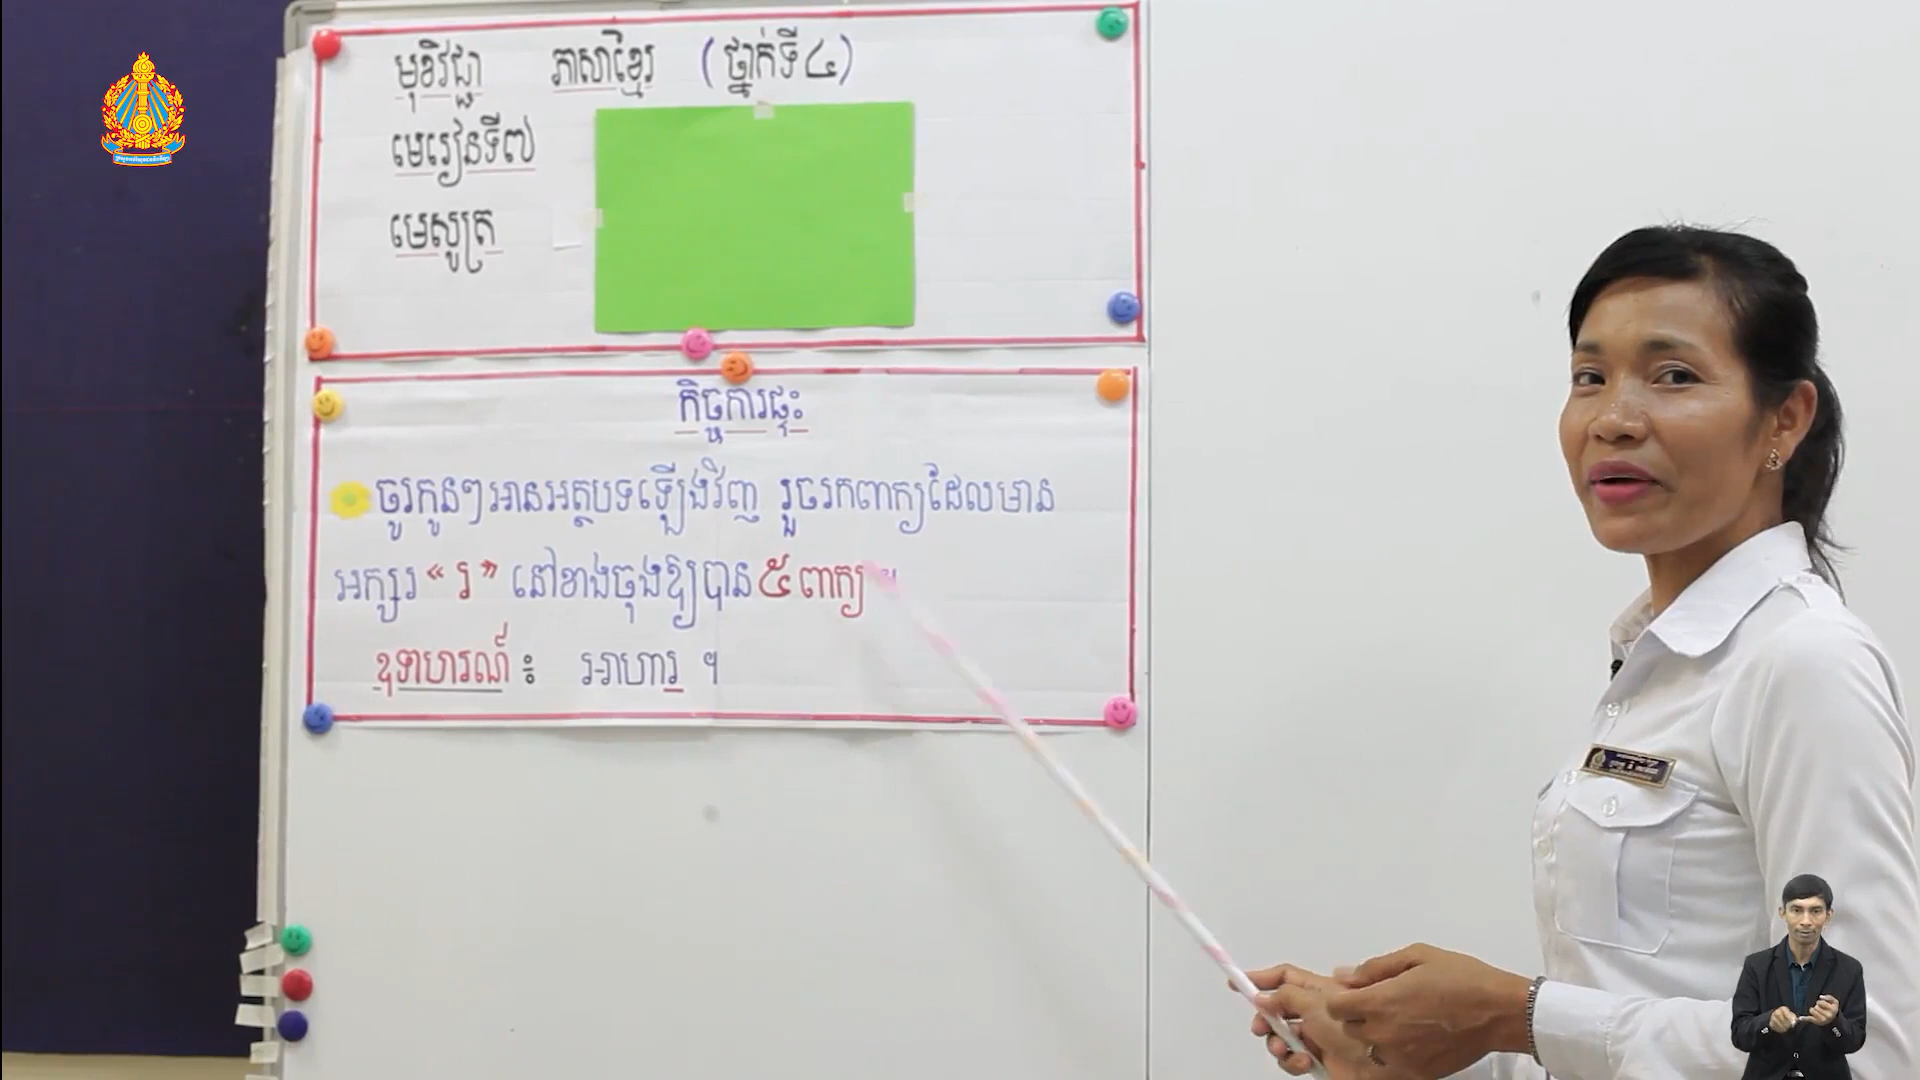 មុខវិជ្ជា ភាសាខ្មែរ (ថ្នាក់ទី៤)
មេរៀនទី៧
មេសូត្រ
កិច្ចការផ្ទះ
ចូរកូនៗអានអត្ថបទឡើងវិញ រួចរកពាក្យដែលមាន
អក្សរ «រ» នៅខាងចុងឱ្យបាន៥ពាក្យ ។
ឧទាហរណ៍ ៖ អាហារ ។